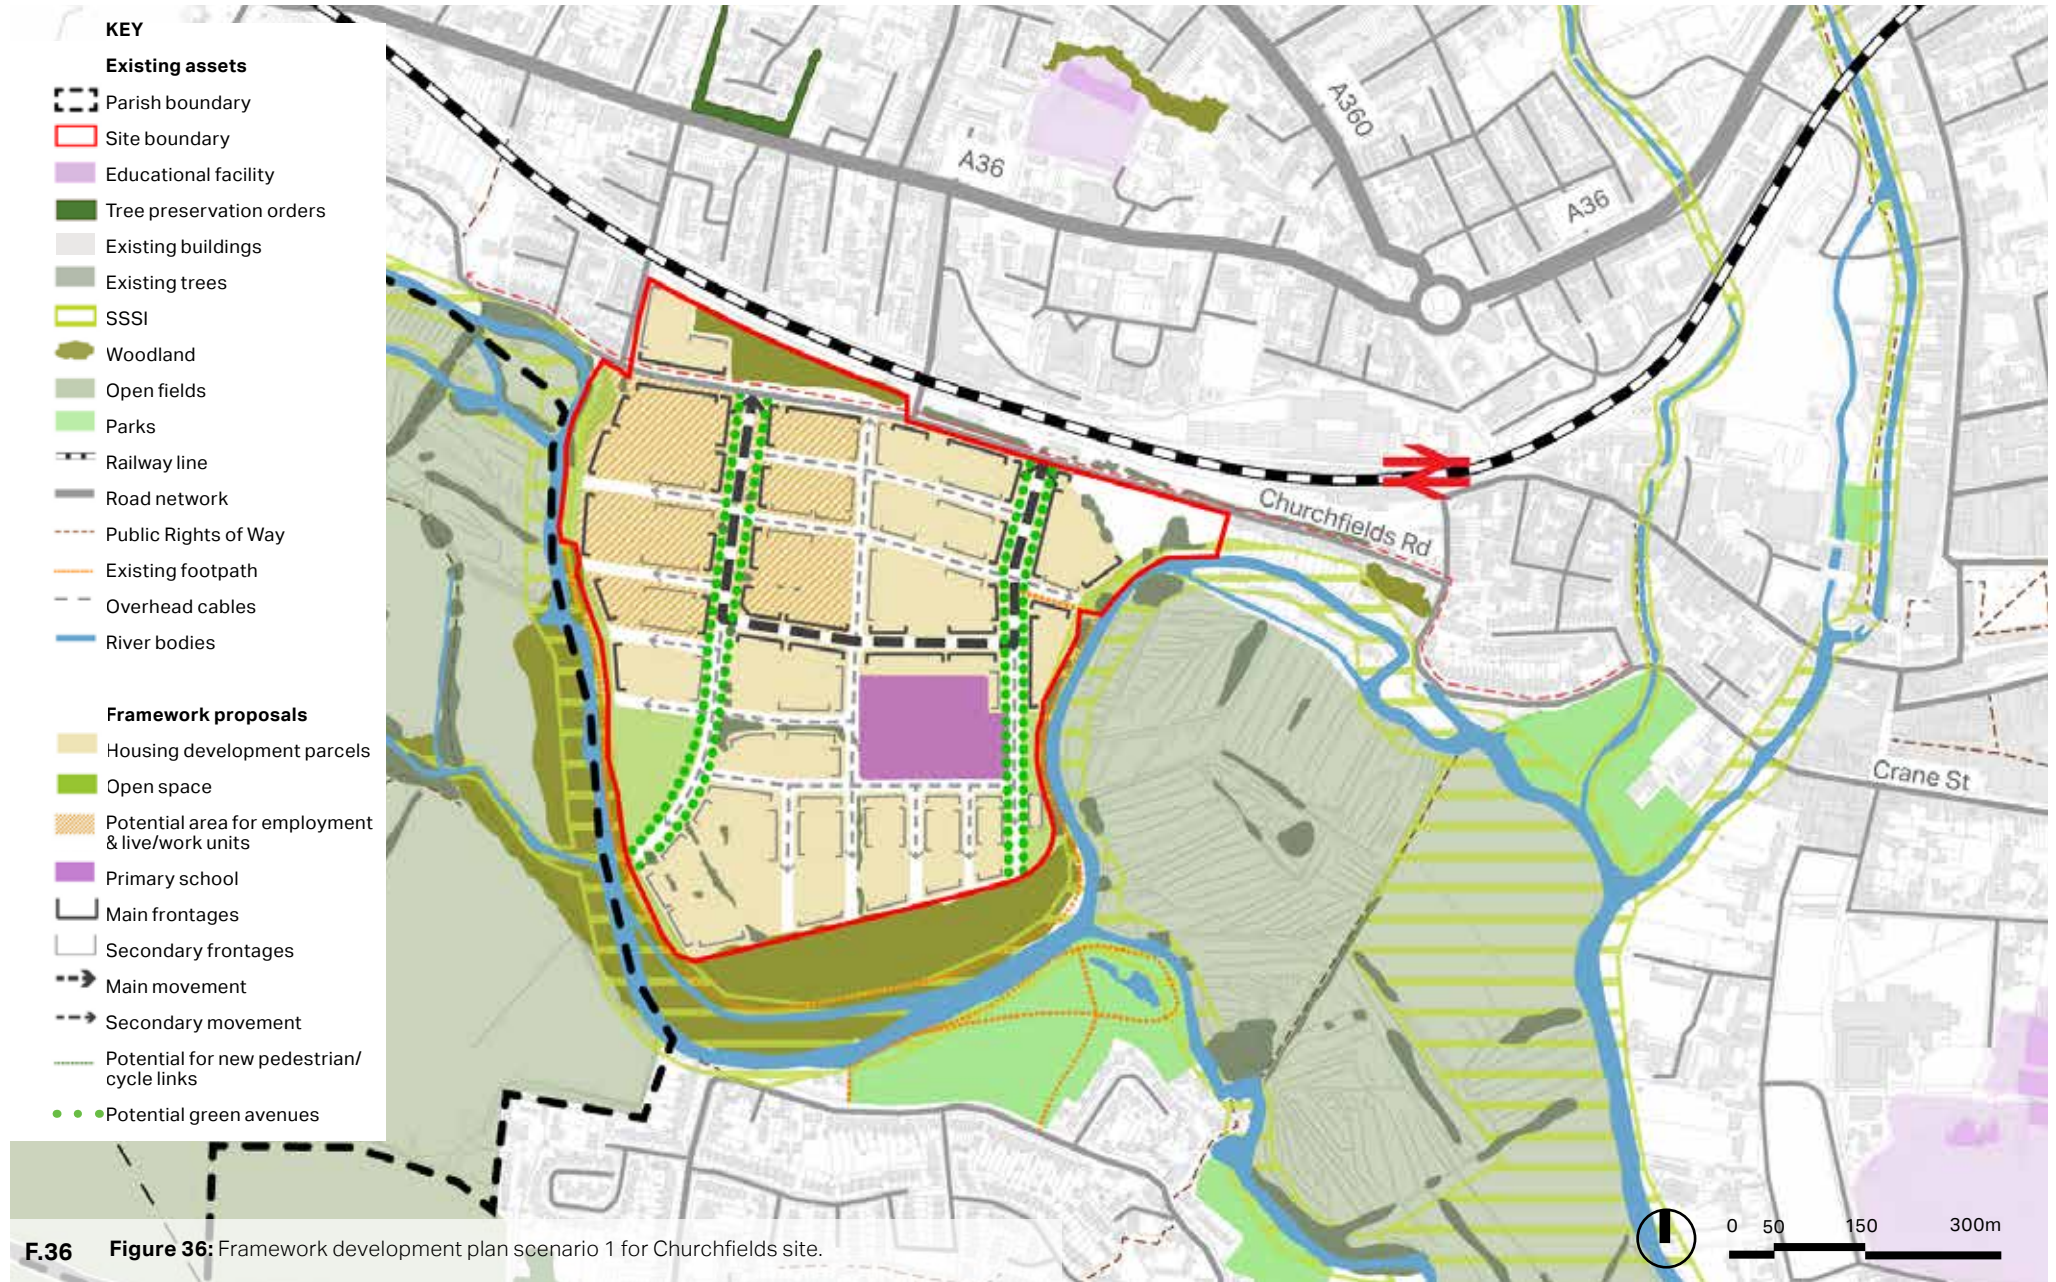 KEY
Existing assets
Parish boundary
Site boundary
Educational facility
Tree preservation orders
Existing buildings
Existing trees
SSSI
Woodland
Open fields
Parks
Railway line
Road network
Public Rights of Way
Existing footpath
Overhead cables
River bodies
Framework proposals
Housing development parcels
Open space
Potential area for employment
& live/work units
Primary school
Main frontages
Secondary frontages
Main movement
Secondary movement
Potential for new pedestrian/
cycle links
Potential green avenues
A36
A360
A36
Churchfields Rd
Crane St
0 50 150 300m
F.36 Figure 36: Framework development plan scenario 1 for Churchfields site.